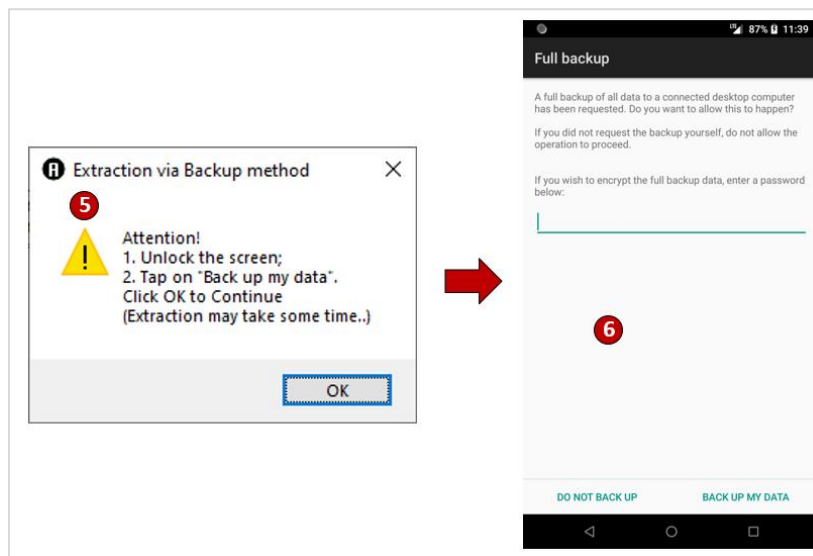 Extraction via Backup method
5
Attention!
1. Unlock the screen;
2. Tap on "Back up my data".
Click OK to Continue
(Extraction may take some time..)
OK
LTE 87% 11:39
Full backup
A full backup of all data to a connected desktop computer
has been requested. Do you want to allow this to happen?
If you did not request the backup yourself, do not allow the
operation to proceed.
If you wish to encrypt the full backup data, enter a password
below:
6
DO NOT BACK UP BACK UP MY DATA